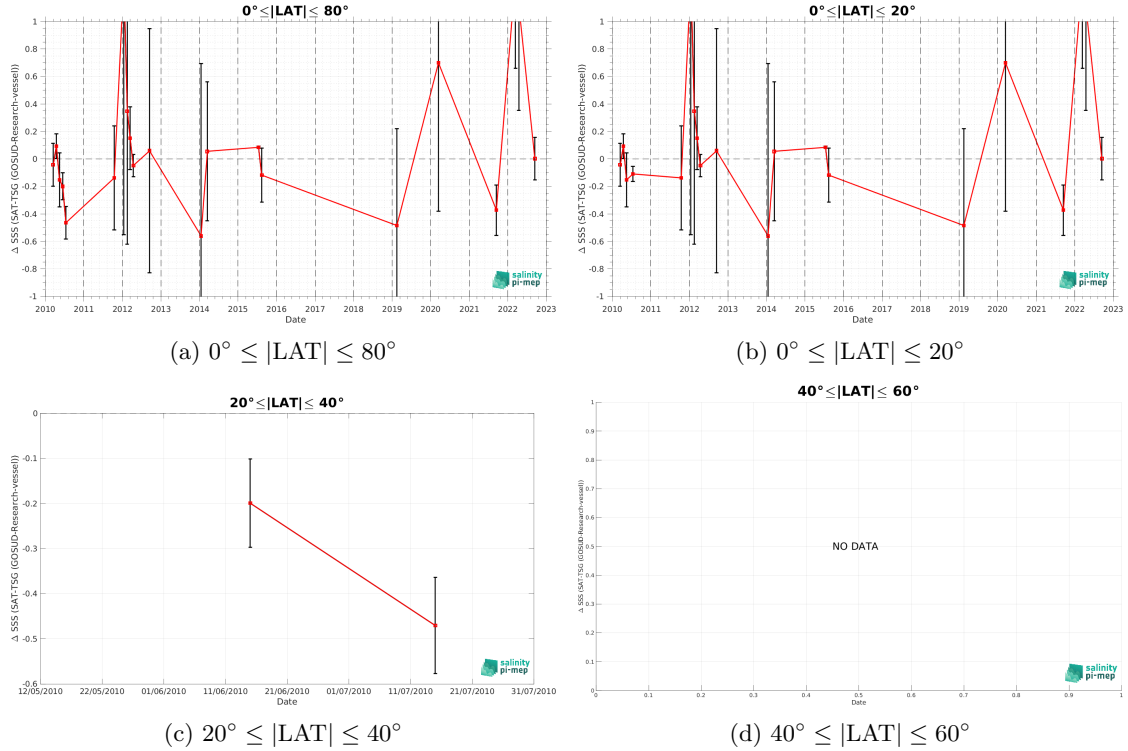 0°≤|LAT|≤ 80°
Δ SSS (SAT-TSG (GOSUD-Research-vessel))
1
0.8
0.6
0.4
0.2
0
-0.2
-0.4
-0.6
-0.8
-1
2010 2011 2012 2013 2014 2015 2016 2017 2018 2019 2020 2021 2022 2023
Date
salinity
pi-mep
(a) 0° ≤ |LAT| ≤ 80°
0°≤|LAT|≤ 20°
Δ SSS (SAT-TSG (GOSUD-Research-vessel))
1
0.8
0.6
0.4
0.2
0
-0.2
-0.4
-0.6
-0.8
-1
2010 2011 2012 2013 2014 2015 2016 2017 2018 2019 2020 2021 2022 2023
Date
salinity
pi-mep
(b) 0° ≤ |LAT| ≤ 20°
20°≤|LAT|≤ 40°
Δ SSS (SAT-TSG (GOSUD-Research-vessel))
0
-0.1
-0.2
-0.3
-0.4
-0.5
-0.6
12/05/2010 22/05/2010 01/06/2010 11/06/2010 21/06/2010 01/07/2010 11/07/2010 21/07/2010 31/07/2010
Date
salinity
pi-mep
(c) 20° ≤ |LAT| ≤ 40°
40°≤|LAT|≤ 60°
Δ SSS (SAT-TSG (GOSUD-Research-vessel))
1
0.9
0.8
0.7
0.6
0.5
0.4
0.3
0.2
0.1
0
NO DATA
0 0.1 0.2 0.3 0.4 0.5 0.6 0.7 0.8 0.9 1
Date
salinity
pi-mep
(d) 40° ≤ |LAT| ≤ 60°